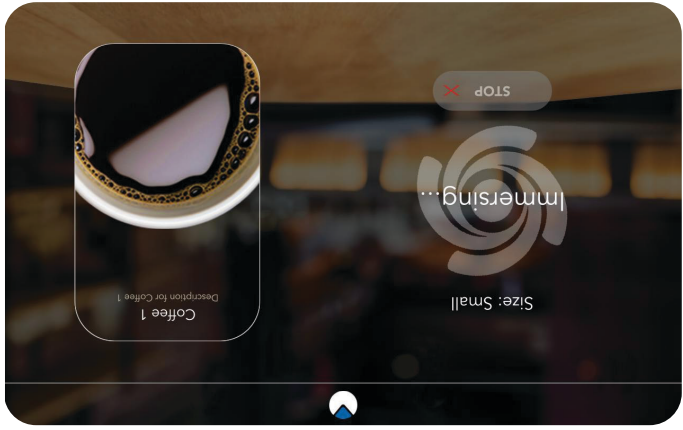 Size: Small
Immersing...
STOP
Coffee 1
Description for Coffee 1